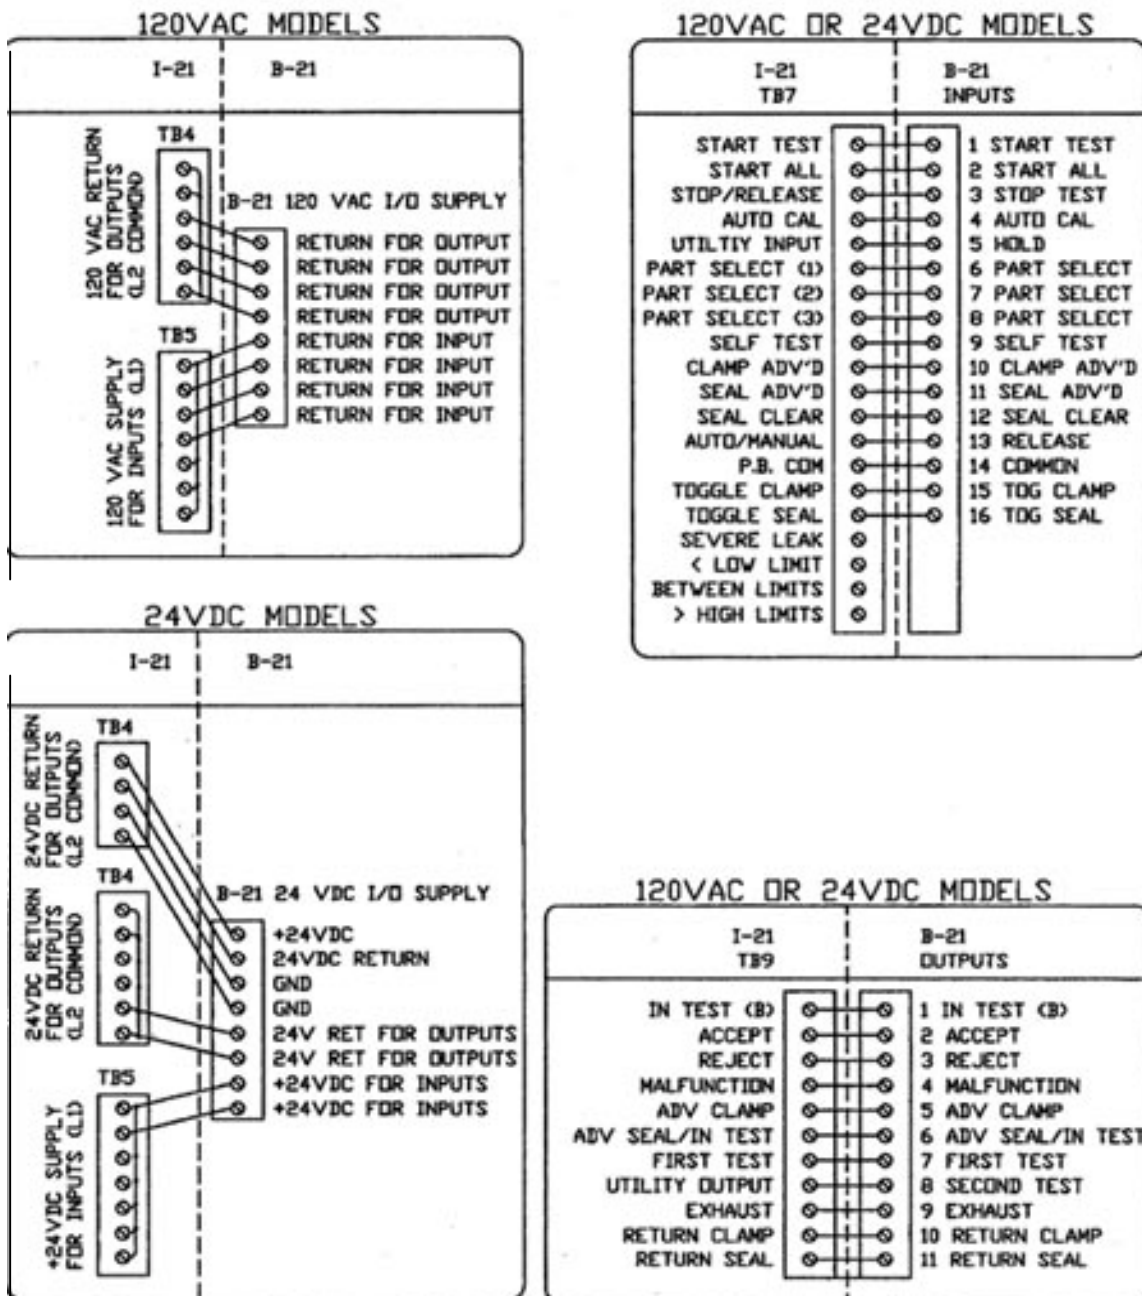 120VAC MODELS
I-21
B-21
TB4
120 VAC RETURN
FOR OUTPUTS
(L2 COMMON)
B-21 120 VAC I/O SUPPLY
RETURN FOR OUTPUT
RETURN FOR OUTPUT
RETURN FOR OUTPUT
RETURN FOR OUTPUT
RETURN FOR INPUT
RETURN FOR INPUT
RETURN FOR INPUT
RETURN FOR INPUT
TB5
120 VAC SUPPLY
FOR INPUTS (L1)
120VAC OR 24VDC MODELS
I-21
TB7
B-21
INPUTS
START TEST 1 START TEST
START ALL 2 START ALL
STOP/RELEASE 3 STOP TEST
AUTO CAL 4 AUTO CAL
UTILTIY INPUT 5 HOLD
PART SELECT (1) 6 PART SELECT
PART SELECT (2) 7 PART SELECT
PART SELECT (3) 8 PART SELECT
SELF TEST 9 SELF TEST
CLAMP ADV'D 10 CLAMP ADV'D
SEAL ADV'D 11 SEAL ADV'D
SEAL CLEAR 12 SEAL CLEAR
AUTO/MANUAL 13 RELEASE
P.B. COM 14 COMMON
TOGGLE CLAMP 15 TOG CLAMP
TOGGLE SEAL 16 TOG SEAL
SEVERE LEAK
< LOW LIMIT
BETWEEN LIMITS
> HIGH LIMITS
24VDC MODELS
I-21
B-21
TB4
24VDC RETURN
FOR OUTPUTS
(L2 COMMON)
TB4
24VDC RETURN
FOR OUTPUTS
(L2 COMMON)
B-21 24 VDC I/O SUPPLY
+24VDC
24VDC RETURN
GND
GND
24V RET FOR OUTPUTS
24V RET FOR OUTPUTS
+24VDC FOR INPUTS
+24VDC FOR INPUTS
TB5
+24VDC SUPPLY
FOR INPUTS (L1)
120VAC OR 24VDC MODELS
I-21
TB9
B-21
OUTPUTS
IN TEST (B) 1 IN TEST (B)
ACCEPT 2 ACCEPT
REJECT 3 REJECT
MALFUNCTION 4 MALFUNCTION
ADV CLAMP 5 ADV CLAMP
ADV SEAL/IN TEST 6 ADV SEAL/IN TEST
FIRST TEST 7 FIRST TEST
UTILITY OUTPUT 8 SECOND TEST
EXHAUST 9 EXHAUST
RETURN CLAMP 10 RETURN CLAMP
RETURN SEAL 11 RETURN SEAL